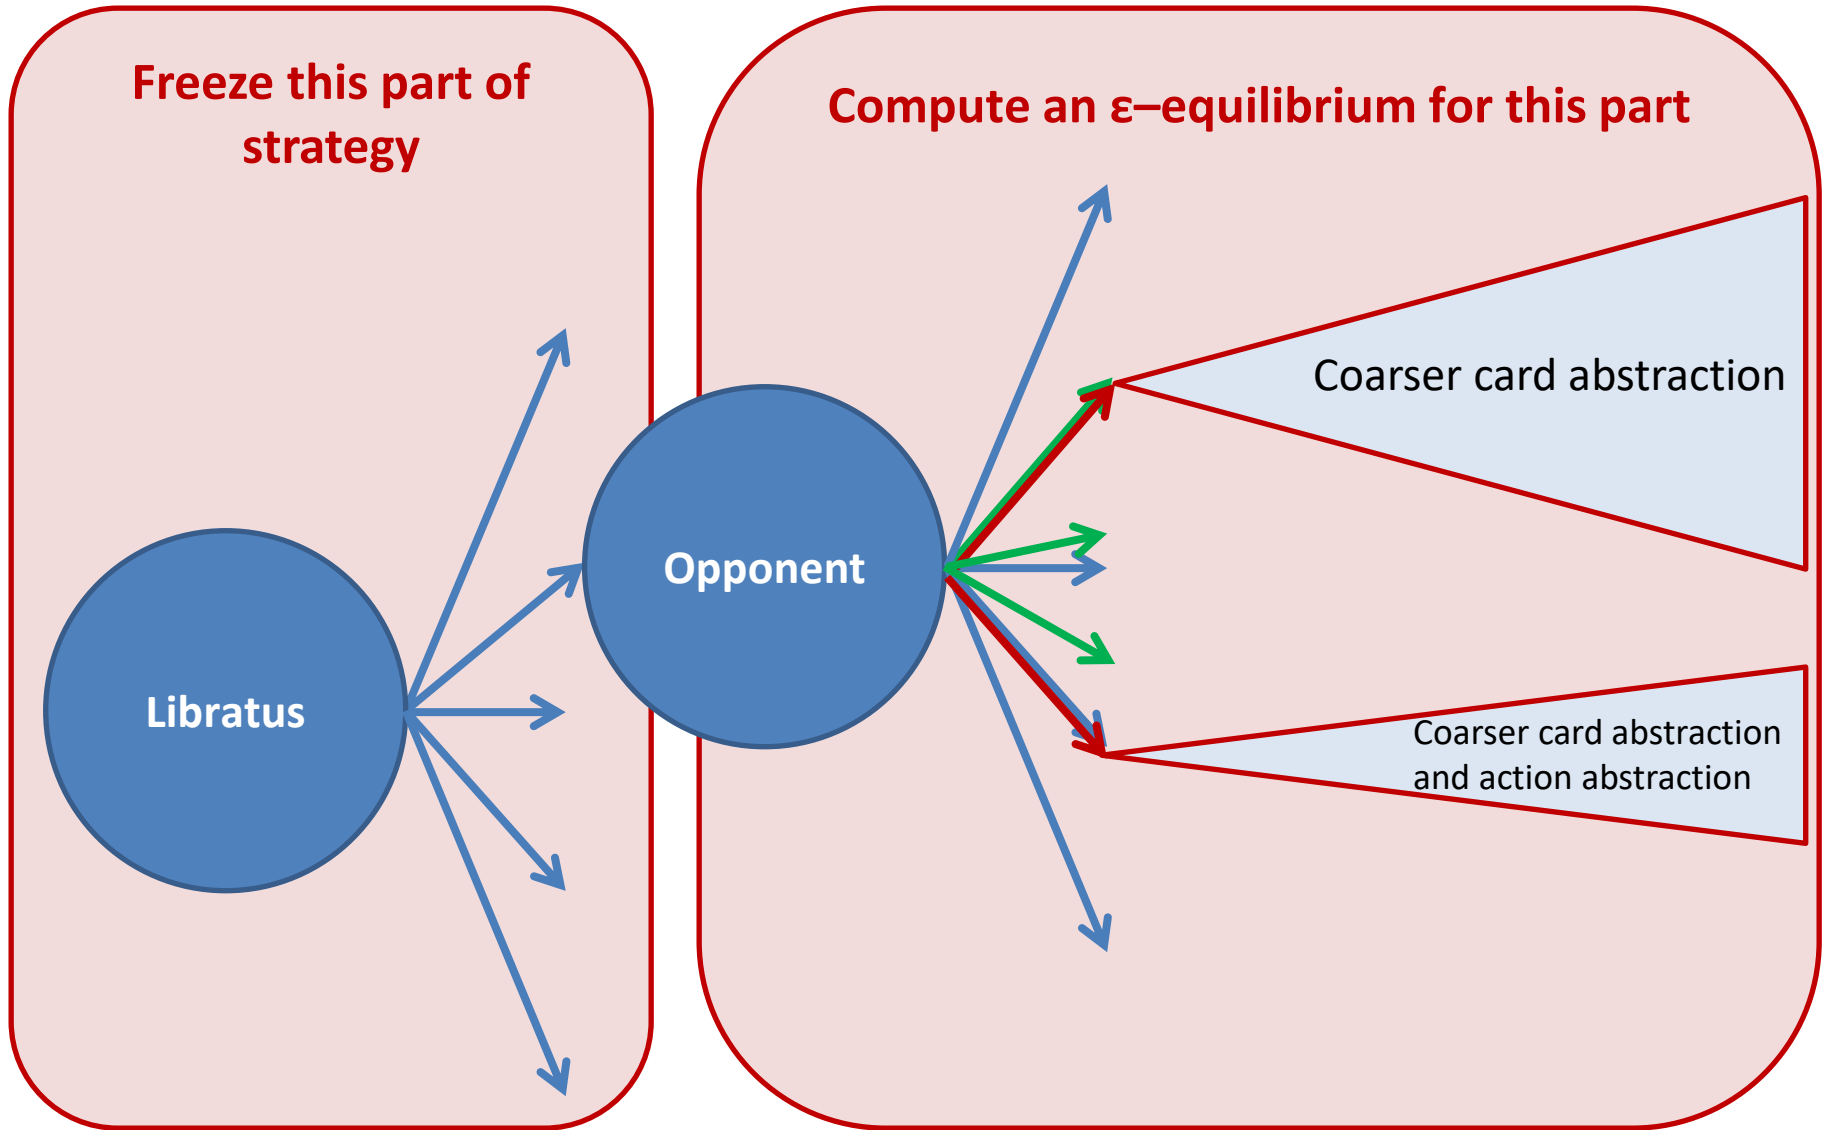 Freeze this part of
strategy
Compute an ε–equilibrium for this part
Coarser card abstraction
Opponent
Libratus
Coarser card abstraction
and action abstraction